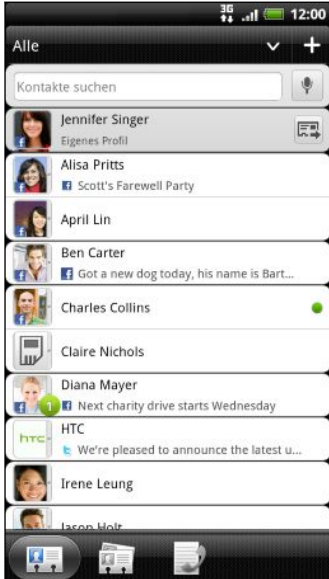 3G 12:00
Alle
Kontakte suchen
Jennifer Singer
Eigenes Profil
Alisa Pritts
Scott's Farewell Party
April Lin
Ben Carter
Got a new dog today, his name is Bart...
Charles Collins
Claire Nichols
Diana Mayer
1 Next charity drive starts Wednesday
HTC
hTC We're pleased to announce the latest u...
Irene Leung
Jason Holt